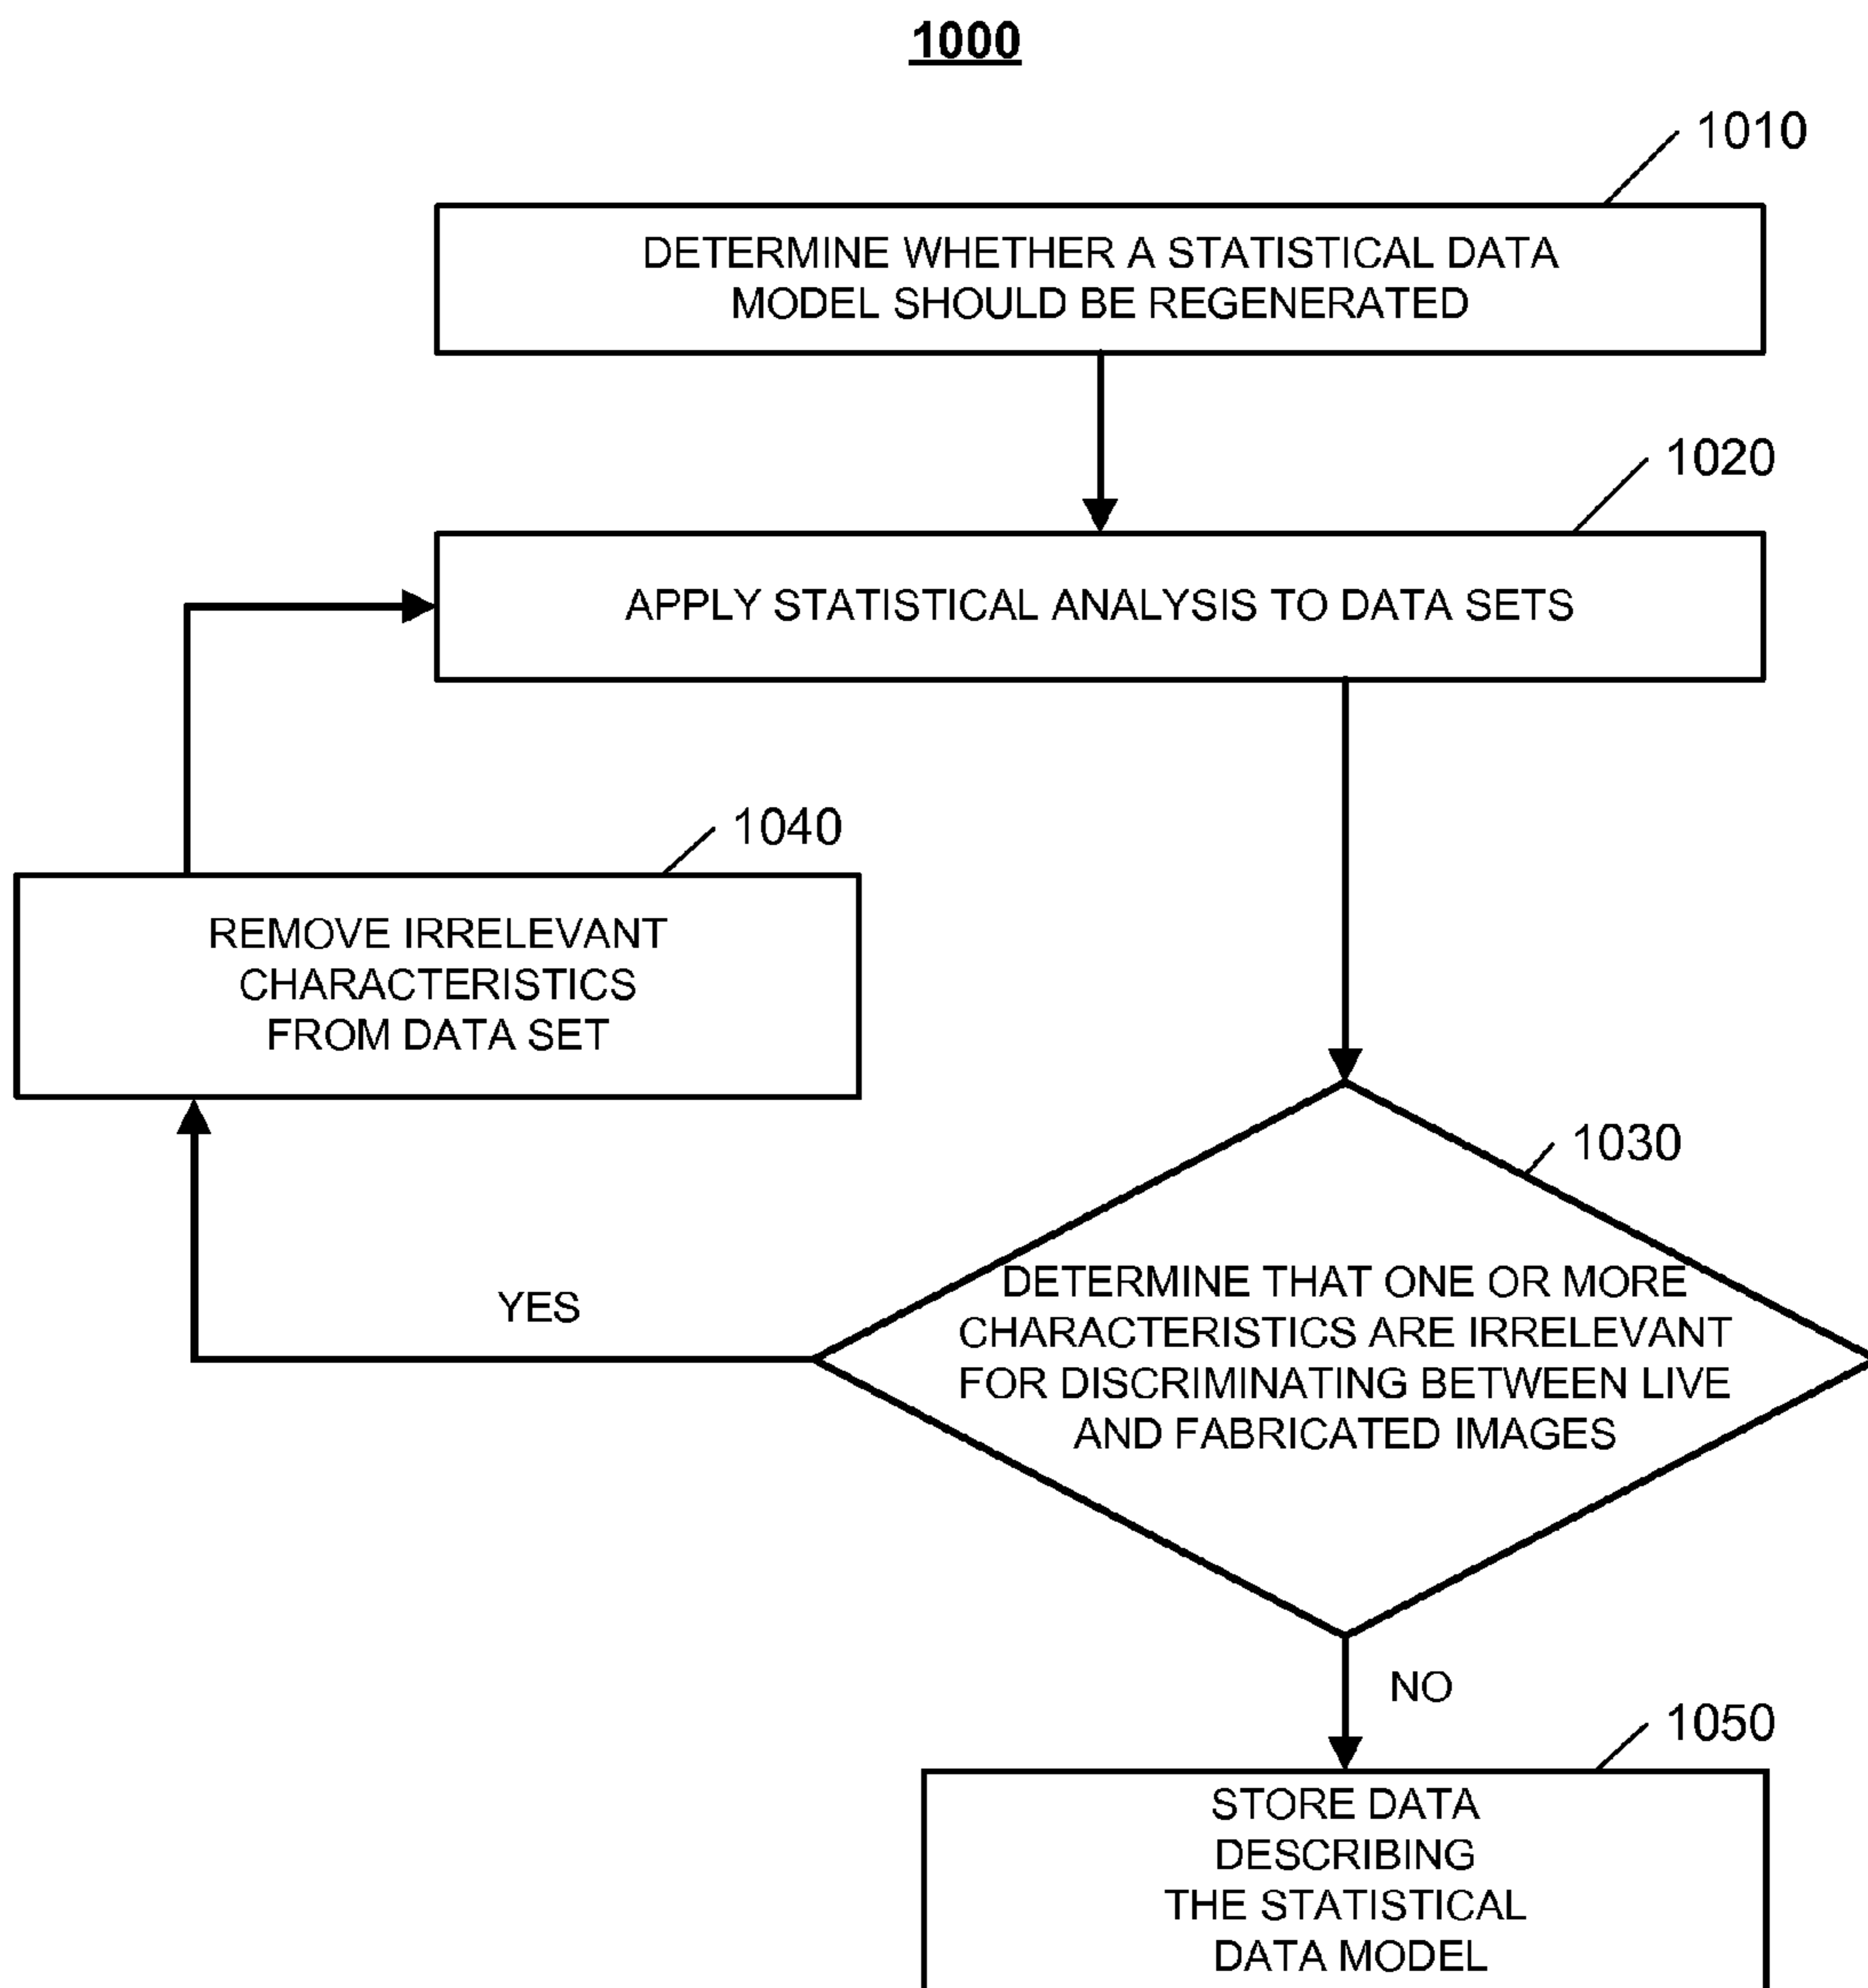 1000
1010
DETERMINE WHETHER A STATISTICAL DATA
MODEL SHOULD BE REGENERATED
1020
APPLY STATISTICAL ANALYSIS TO DATA SETS
1040
REMOVE IRRELEVANT
CHARACTERISTICS
FROM DATA SET
1030
DETERMINE THAT ONE OR MORE
CHARACTERISTICS ARE IRRELEVANT
FOR DISCRIMINATING BETWEEN LIVE
AND FABRICATED IMAGES
YES
NO
1050
STORE DATA
DESCRIBING
THE STATISTICAL
DATA MODEL